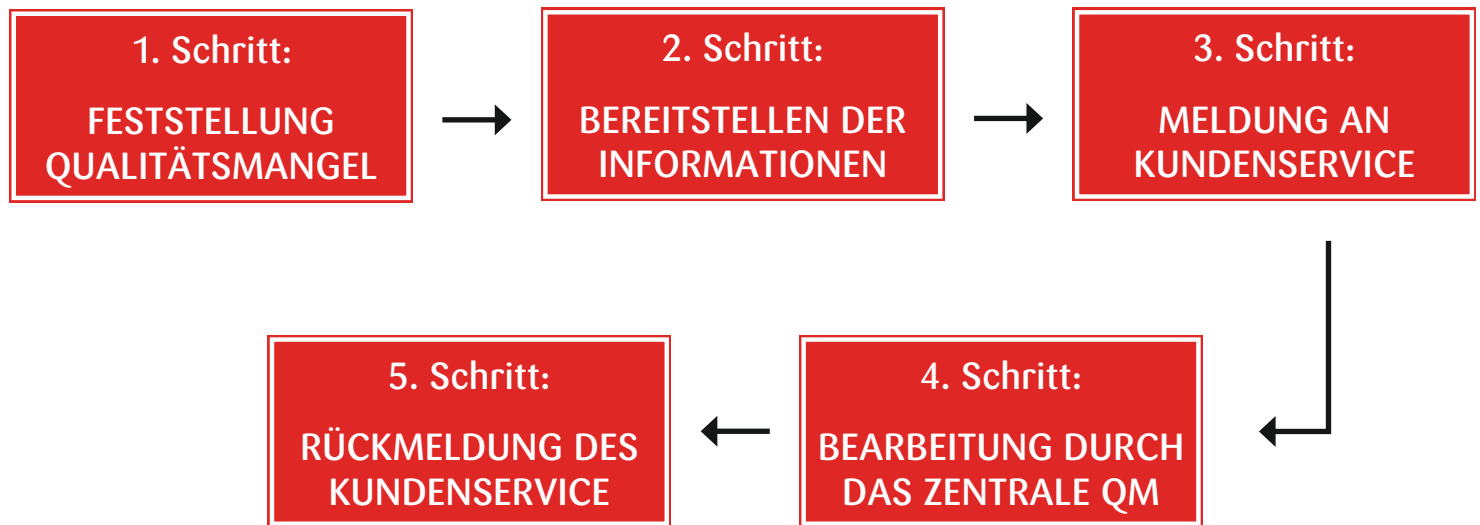 1. Schritt:
FESTSTELLUNG
QUALITÄTSMANGEL
2. Schritt:
BEREITSTELLEN DER
INFORMATIONEN
3. Schritt:
MELDUNG AN
KUNDENSERVICE
4. Schritt:
BEARBEITUNG DURCH
DAS ZENTRALE QM
5. Schritt:
RÜCKMELDUNG DES
KUNDENSERVICE